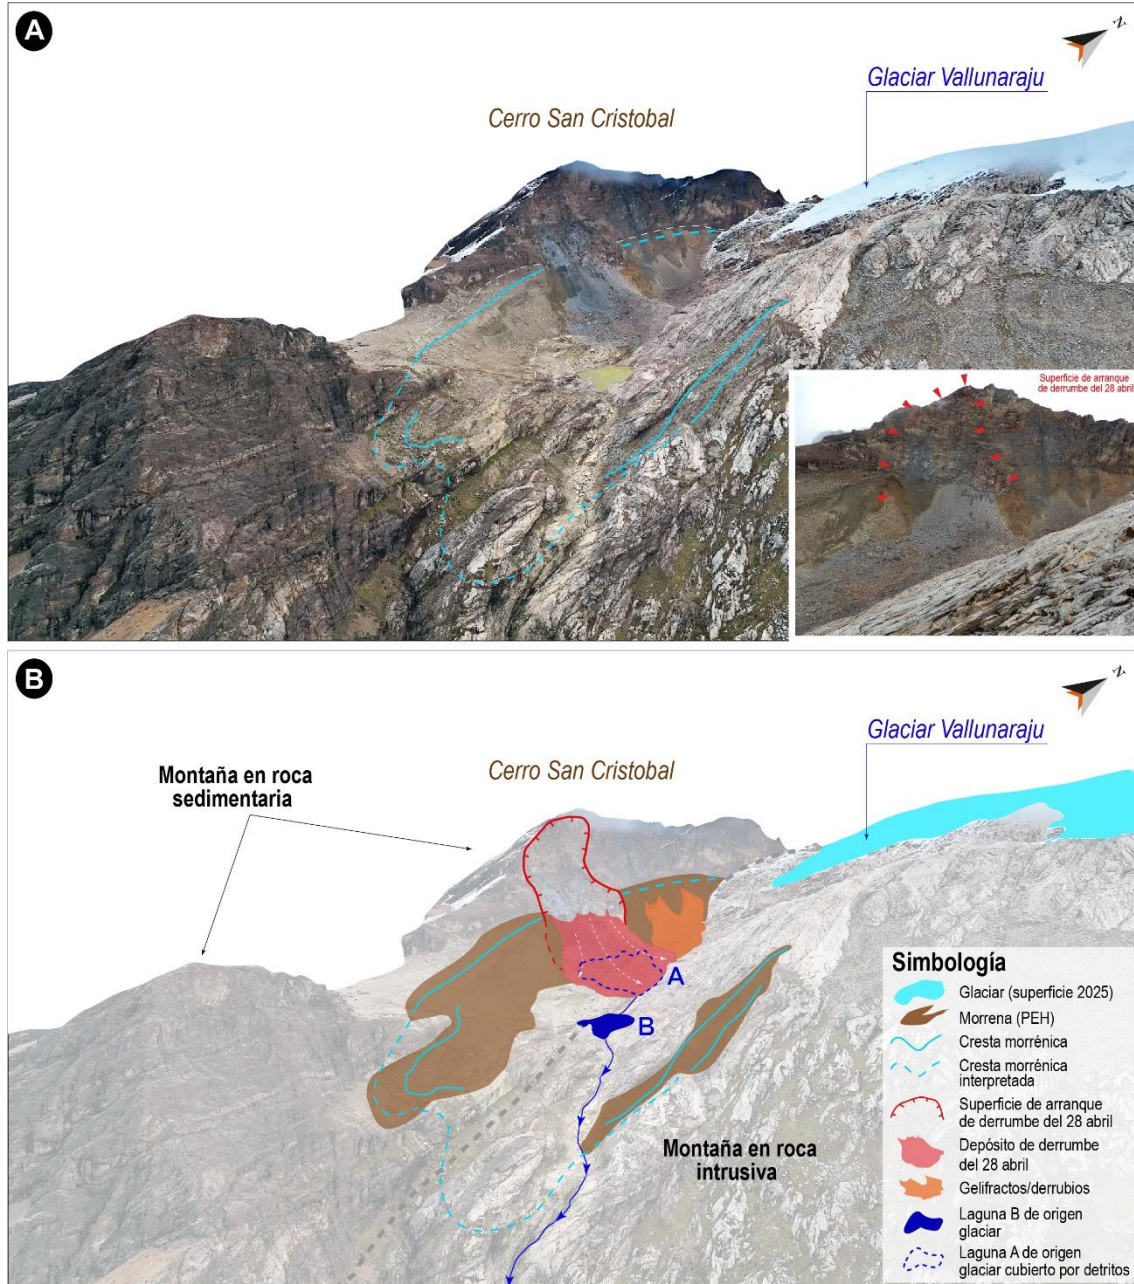 A
N
Glaciar Vallunaraju
Cerro San Cristobal
Superficie de arranque
de derrumbe del 28 abril
B
N
Glaciar Vallunaraju
Montaña en roca
sedimentaria
Cerro San Cristobal
A
B
Montaña en roca
intrusiva
Simbología
Glaciar (superficie 2025)
Morrena (PEH)
Cresta morrénica
Cresta morrénica
interpretada
Superficie de arranque
de derrumbe del 28 abril
Depósito de derrumbe
del 28 abril
Gelifractos/derrubios
Laguna B de origen
glaciar
Laguna A de origen
glaciar cubierto por detritos